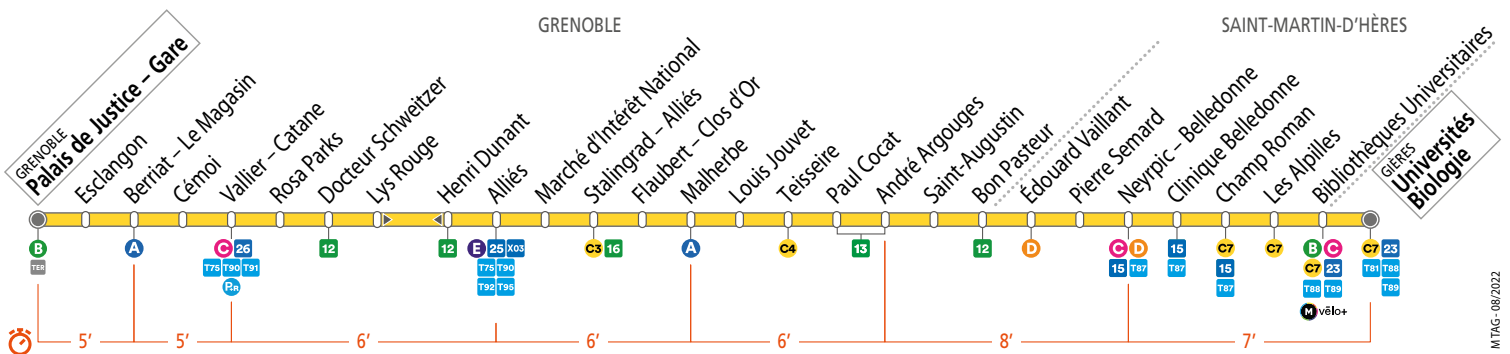 GRENOBLE
SAINT-MARTIN-D'HÈRES
GRENOBLE
Palais de Justice – Gare
Esclangon
Berriat – Le Magasin
Cémoi
Vallier – Catane
Rosa Parks
Docteur Schweitzer
Lys Rouge
Henri Dunant
Alliés
Marché d'Intérêt National
Stalingrad – Alliés
Flaubert – Clos d'Or
Malherbe
Louis Jouvet
Teisseire
Paul Cocat
André Argouges
Saint-Augustin
Bon Pasteur
Édouard Vaillant
Pierre Semard
Neyrpic – Belledonne
Clinique Belledonne
Champ Roman
Les Alpilles
Bibliothèques Universitaires
GIÈRES
Universités
Biologie
B
TER
A
C 26
T75 T90 T91
P+R
12
12
E 25 X03
T75 T90
T92 T95
C3 16
A
C4
13
12
D
C D
15 T87
15
T87
C7
15
T87
C7
B C
C7 23
T88 T89
M vélo+
C7 23
T81 T88
T89
5' 5' 6' 6' 6' 8' 7'
M TAG - 08/2022